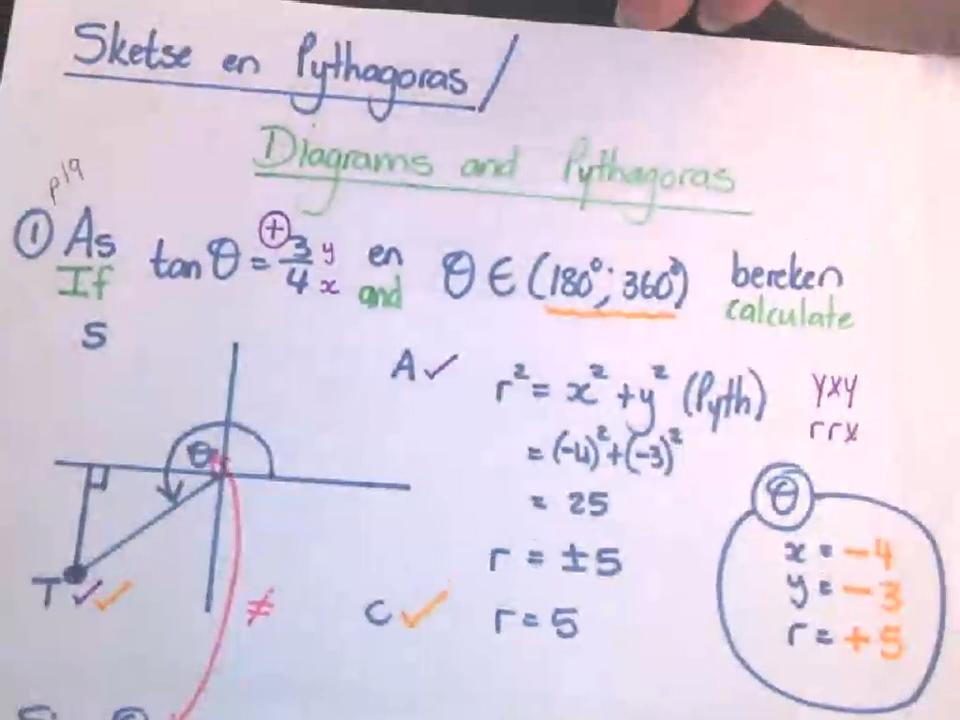 Sketse en Pythagoras/
Diagrams and Pythagoras
p19
① As tan θ = ⊕ 3/4 y/x en θ ∈ (180°; 360°) bereken
If and calculate
S
A ✓ r² = x² + y² (Pyth) yxy
= (-4)² + (-3)² rrx
= 25
r = ±5
C ✓ r = 5
θ
T ✓ ✓
≠
θ
x = -4
y = -3
r = +5